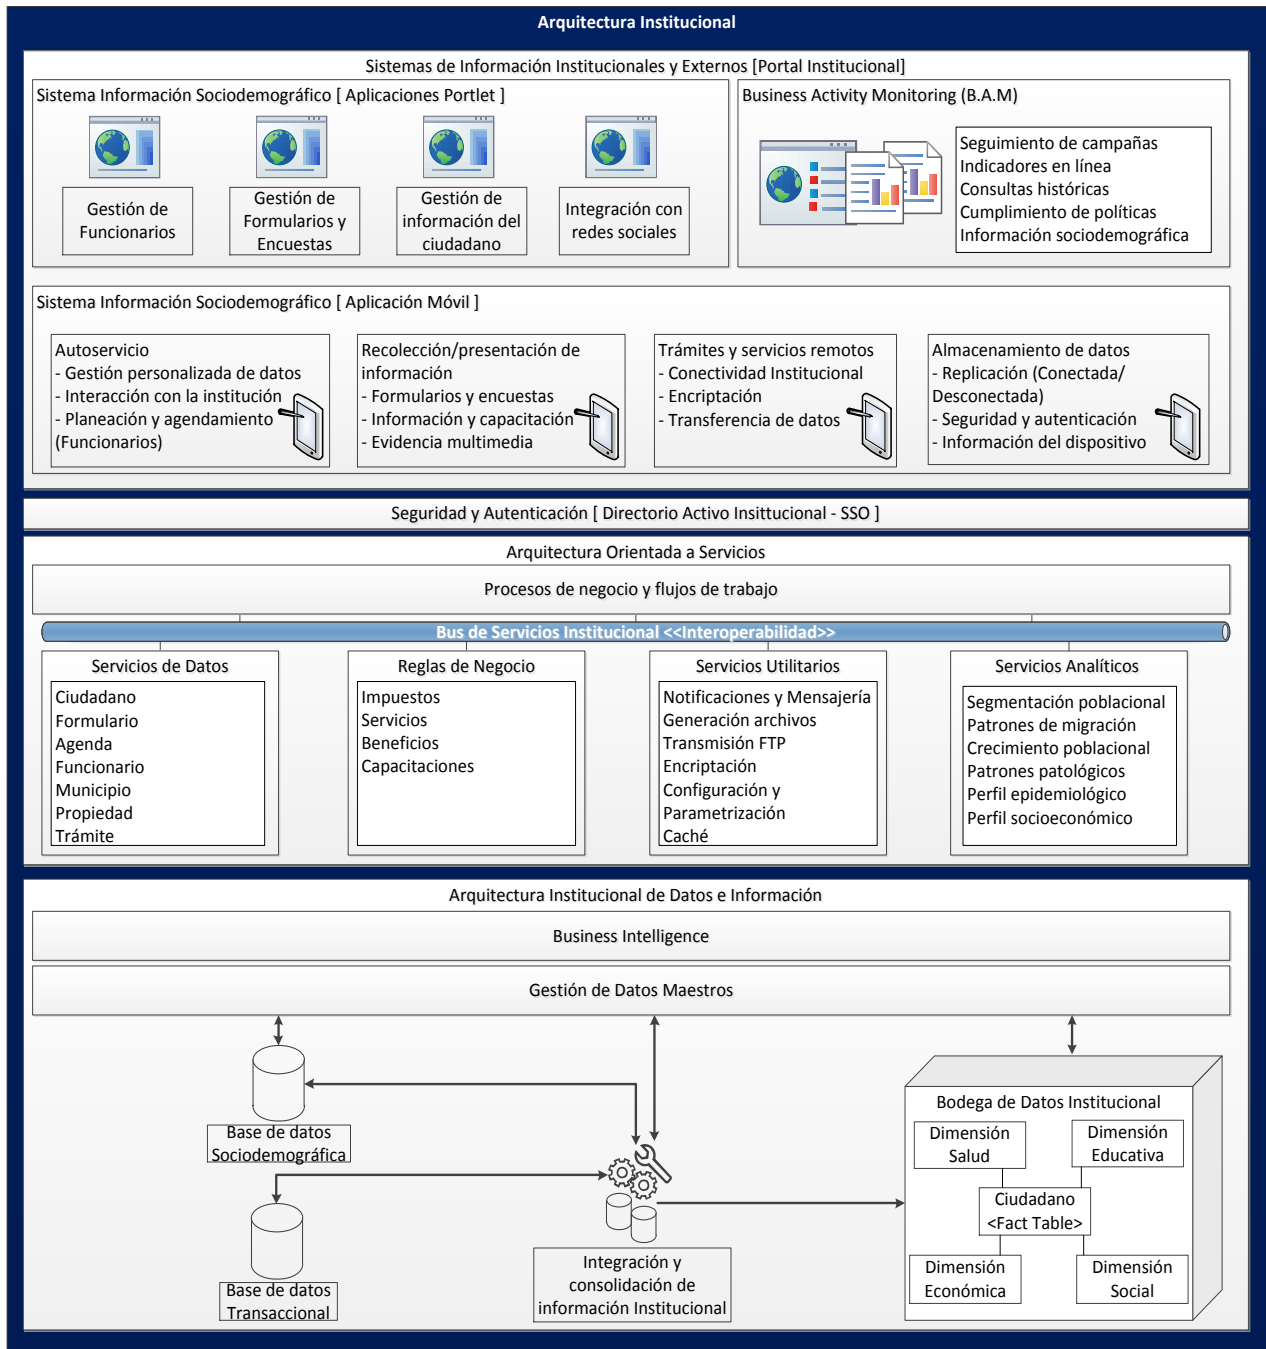 Arquitectura Institucional
Sistemas de Información Institucionales y Externos [Portal Institucional]
Sistema Información Sociodemográfico [ Aplicaciones Portlet ]
Gestión de
Funcionarios
Gestión de
Formularios y
Encuestas
Gestión de
información del
ciudadano
Integración con
redes sociales
Business Activity Monitoring (B.A.M)
Seguimiento de campañas
Indicadores en línea
Consultas históricas
Cumplimiento de políticas
Información sociodemográfica
Sistema Información Sociodemográfico [ Aplicación Móvil ]
Autoservicio
- Gestión personalizada de datos
- Interacción con la institución
- Planeación y agendamiento
(Funcionarios)
Recolección/presentación de
información
- Formularios y encuestas
- Información y capacitación
- Evidencia multimedia
Trámites y servicios remotos
- Conectividad Institucional
- Encriptación
- Transferencia de datos
Almacenamiento de datos
- Replicación (Conectada/
Desconectada)
- Seguridad y autenticación
- Información del dispositivo
Seguridad y Autenticación [ Directorio Activo Insittucional - SSO ]
Arquitectura Orientada a Servicios
Procesos de negocio y flujos de trabajo
Bus de Servicios Institucional <<Interoperabilidad>>
Servicios de Datos
Ciudadano
Formulario
Agenda
Funcionario
Municipio
Propiedad
Trámite
Reglas de Negocio
Impuestos
Servicios
Beneficios
Capacitaciones
Servicios Utilitarios
Notificaciones y Mensajería
Generación archivos
Transmisión FTP
Encriptación
Configuración y
Parametrización
Caché
Servicios Analíticos
Segmentación poblacional
Patrones de migración
Crecimiento poblacional
Patrones patológicos
Perfil epidemiológico
Perfil socioeconómico
Arquitectura Institucional de Datos e Información
Business Intelligence
Gestión de Datos Maestros
Base de datos
Sociodemográfica
Base de datos
Transaccional
Integración y
consolidación de
información Institucional
Bodega de Datos Institucional
Dimensión
Salud
Dimensión
Educativa
Ciudadano
<Fact Table>
Dimensión
Económica
Dimensión
Social